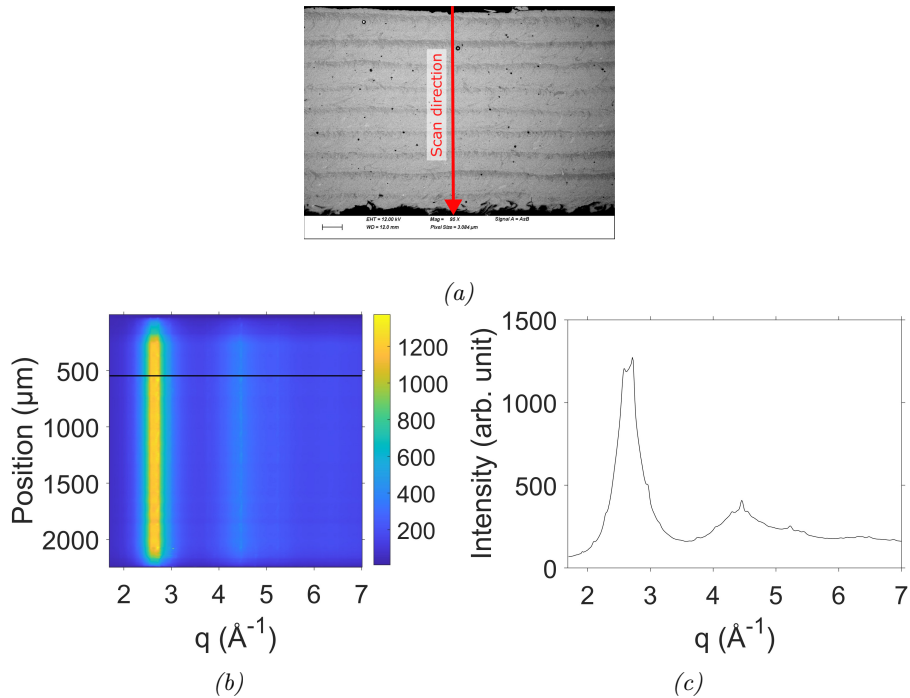 Scan direction
EHT = 12.00 kV Mag = 95 X Signal A = AsB
WD = 12.0 mm Pixel Size = 3.084 µm
(a)
Position (µm)
500
1000
1500
2000
2 3 4 5 6 7
q (Å⁻¹)
1200
1000
800
600
400
200
(b)
Intensity (arb. unit)
1500
1000
500
0
2 3 4 5 6 7
q (Å⁻¹)
(c)